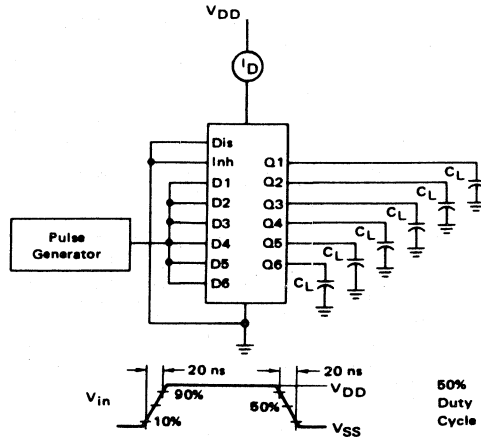 VDD
ID
Dis
Inh
D1
D2
D3
D4
D5
D6
Q1
Q2
Q3
Q4
Q5
Q6
CL
CL
CL
CL
CL
CL
Pulse
Generator
20 ns
20 ns
Vin
90%
10%
50%
VDD
VSS
50%
Duty
Cycle